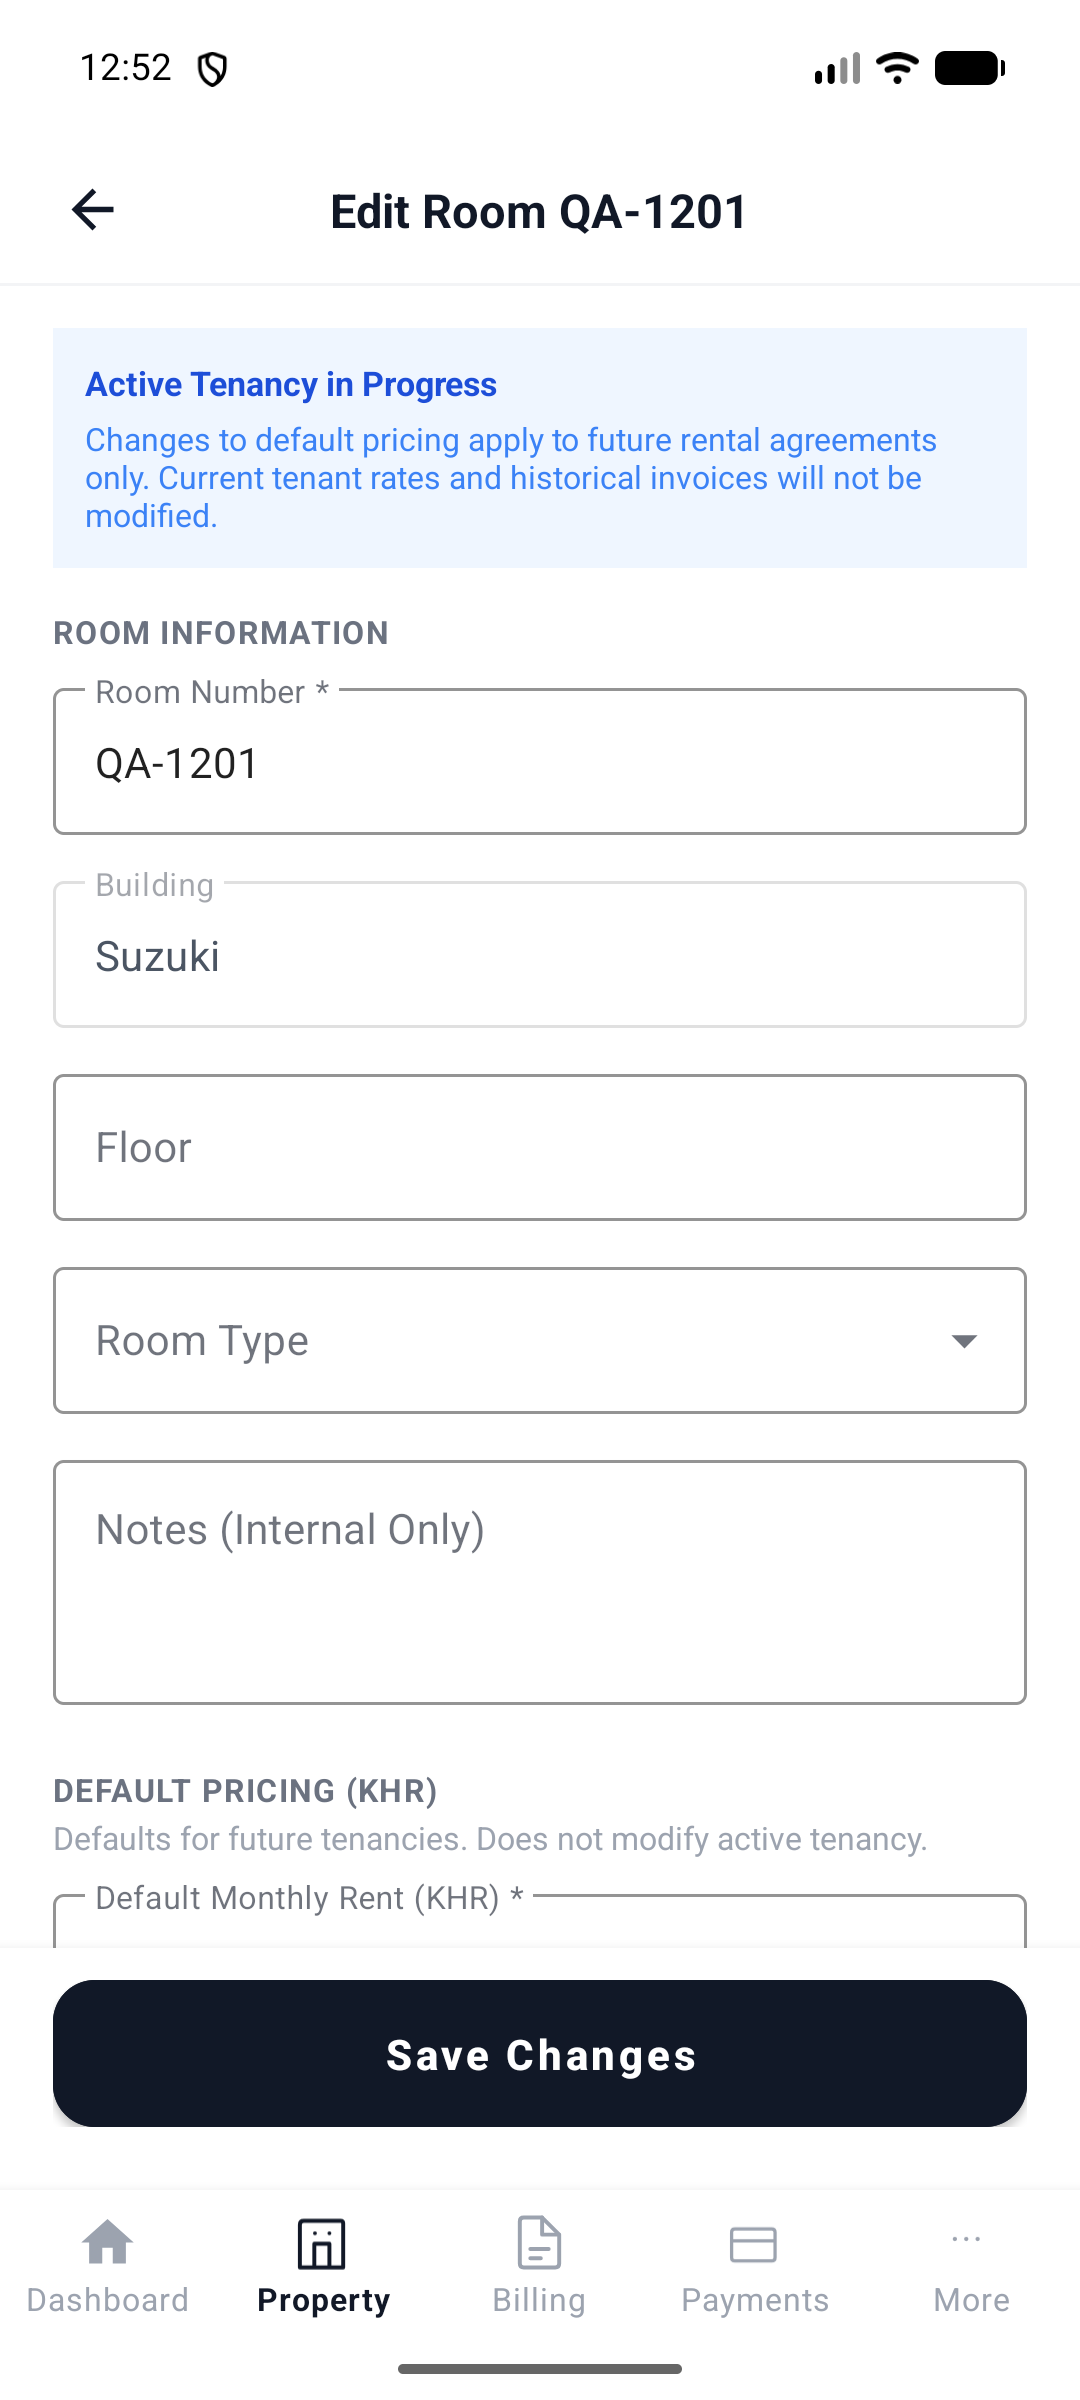 12:52
Edit Room QA-1201
Active Tenancy in Progress
Changes to default pricing apply to future rental agreements
only. Current tenant rates and historical invoices will not be
modified.
ROOM INFORMATION
Room Number *
QA-1201
Building
Suzuki
Floor
Room Type
Notes (Internal Only)
DEFAULT PRICING (KHR)
Defaults for future tenancies. Does not modify active tenancy.
Default Monthly Rent (KHR) *
Save Changes
Dashboard
Property
Billing
Payments
More